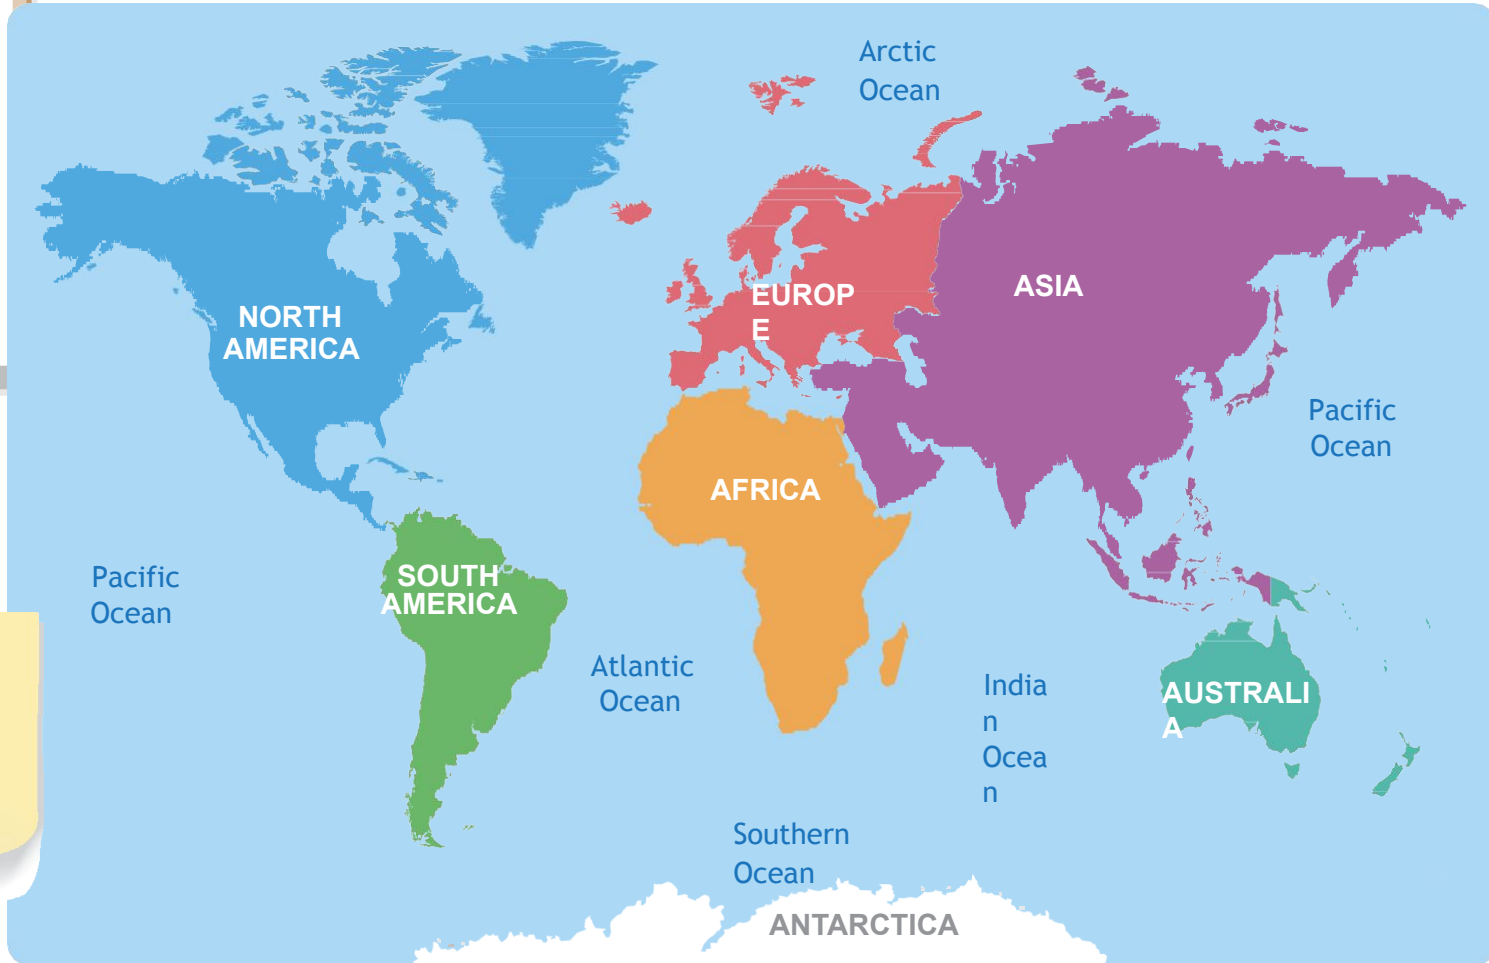 Arctic
Ocean
NORTH
AMERICA
EUROP
E
ASIA
Pacific
Ocean
AFRICA
Pacific
Ocean
SOUTH
AMERICA
Atlantic
Ocean
India
n
Ocea
n
AUSTRALI
A
Southern
Ocean
ANTARCTICA